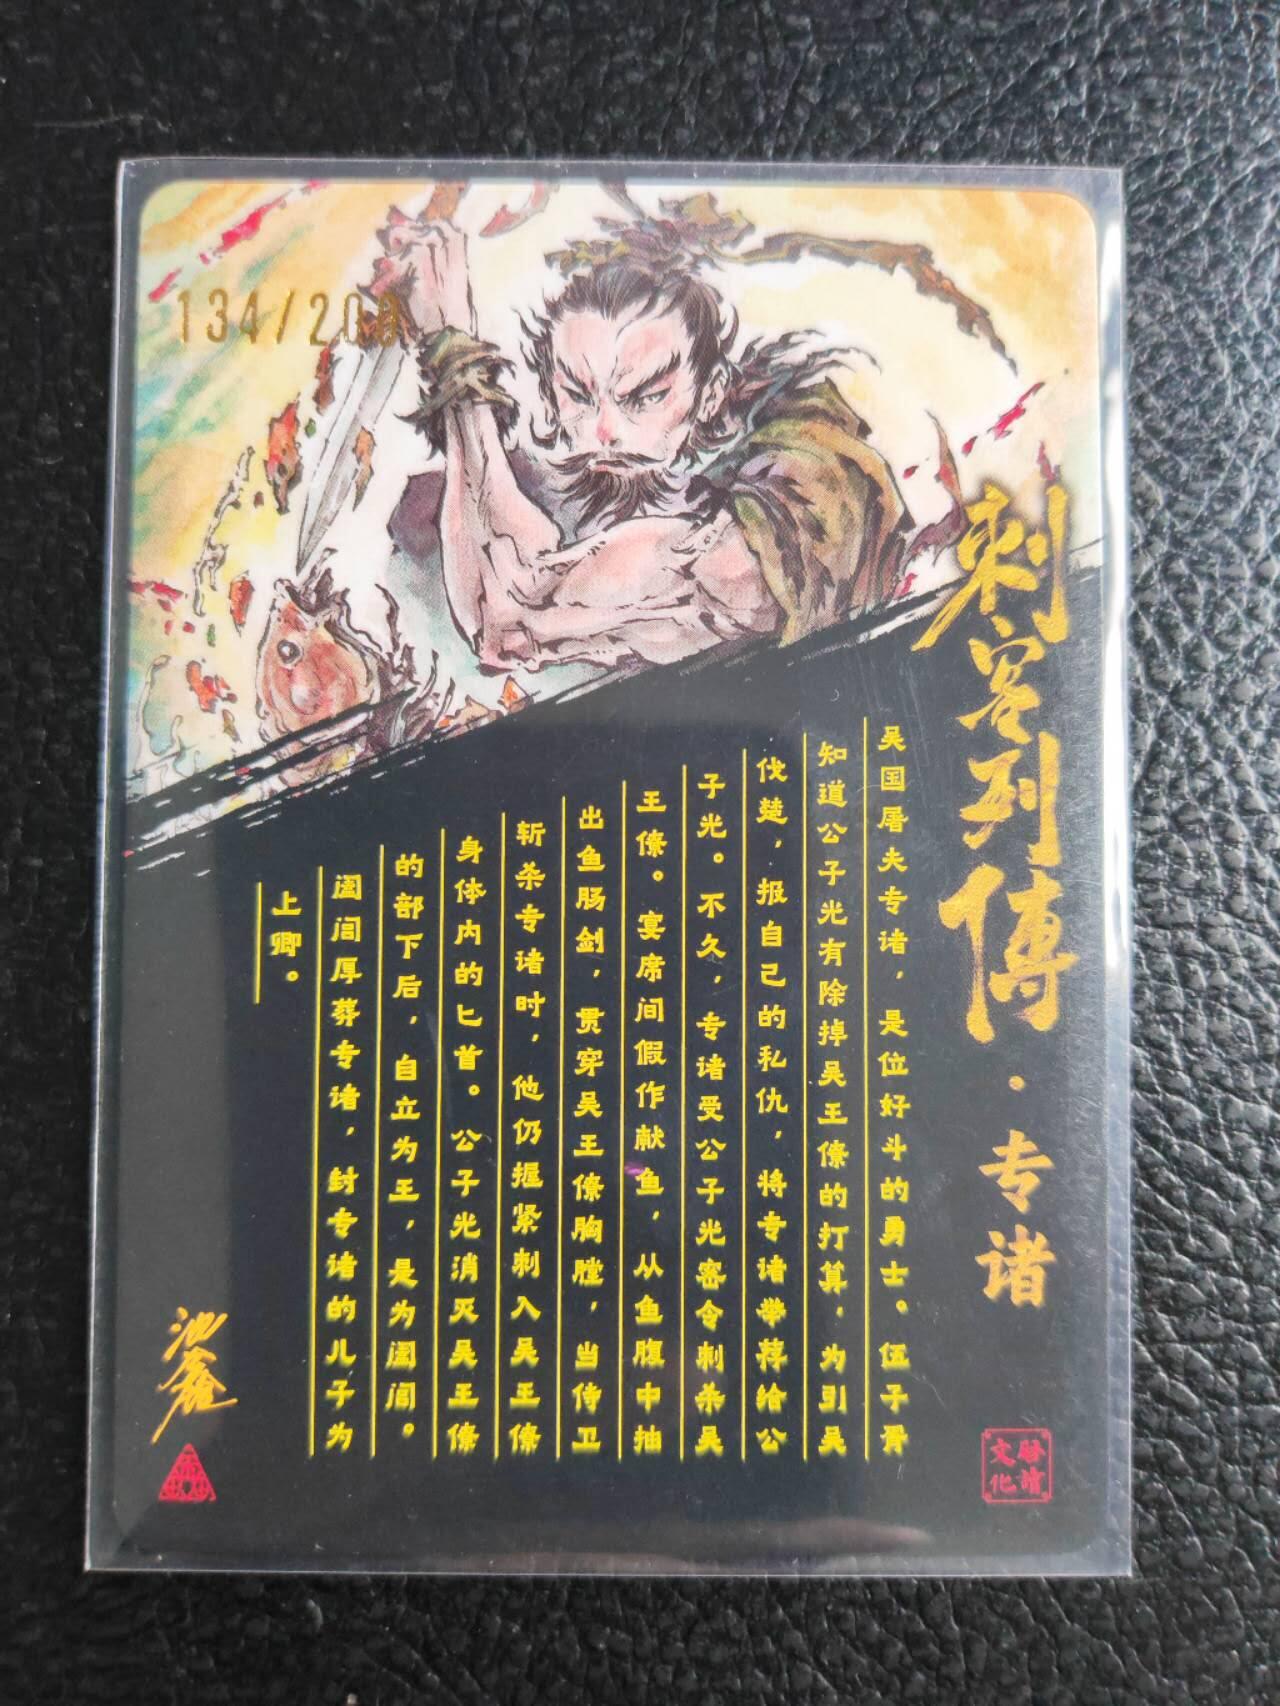 134/200
刺客列傳·专诸
吴国屠夫专诸，是位好斗的勇士。伍子胥
知道公子光有除掉吴王僚的打算，为引吴
伐楚，报自己的私仇，将专诸举荐给公
子光。不久，专诸受公子光密令刺杀吴
王僚。宴席间假作献鱼，从鱼腹中抽
出鱼肠剑，贯穿吴王僚胸膛，当侍卫
斩杀专诸时，他仍握紧刺入吴王僚
身体内的匕首。公子光消灭吴王僚
的部下后，自立为王，是为阖闾。
阖闾厚葬专诸，封专诸的儿子为
上卿。
文化